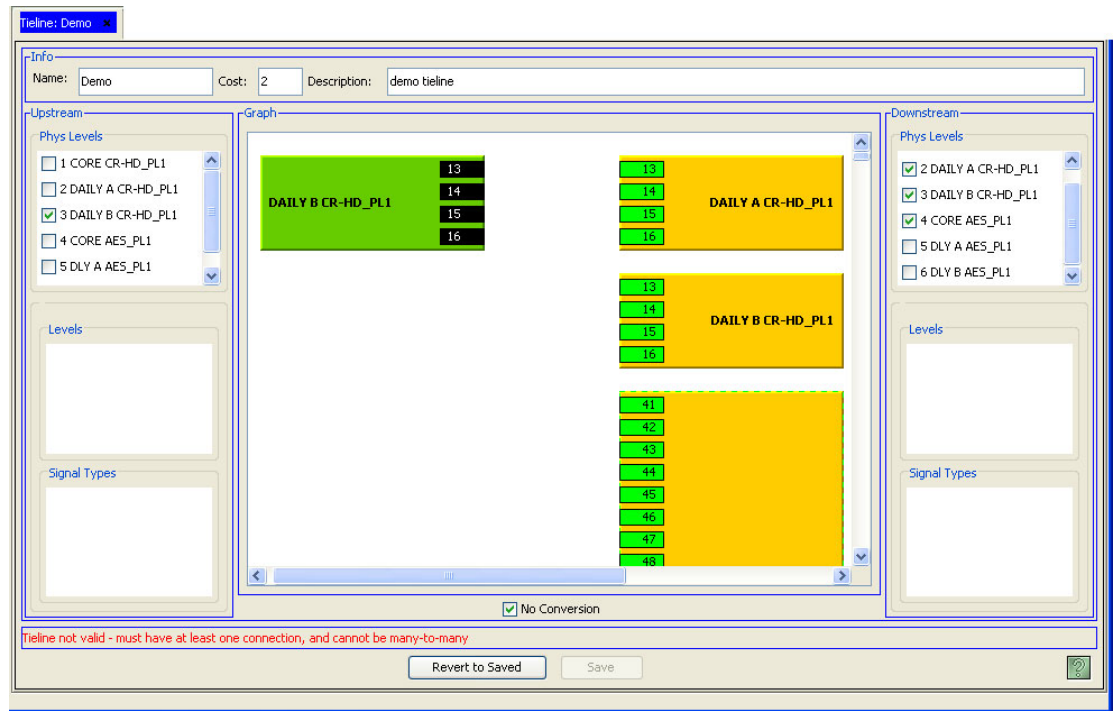 Tieline: Demo ×
Info
Name: Demo Cost: 2 Description: demo tieline
Upstream
Phys Levels
1 CORE CR-HD_PL1
2 DAILY A CR-HD_PL1
3 DAILY B CR-HD_PL1
4 CORE AES_PL1
5 DLY A AES_PL1
Levels
Signal Types
Graph
DAILY B CR-HD_PL1
13
14
15
16
13
14
15
16
DAILY A CR-HD_PL1
13
14
15
16
DAILY B CR-HD_PL1
41
42
43
44
45
46
47
48
No Conversion
Downstream
Phys Levels
2 DAILY A CR-HD_PL1
3 DAILY B CR-HD_PL1
4 CORE AES_PL1
5 DLY A AES_PL1
6 DLY B AES_PL1
Levels
Signal Types
Tieline not valid - must have at least one connection, and cannot be many-to-many
Revert to Saved Save ?